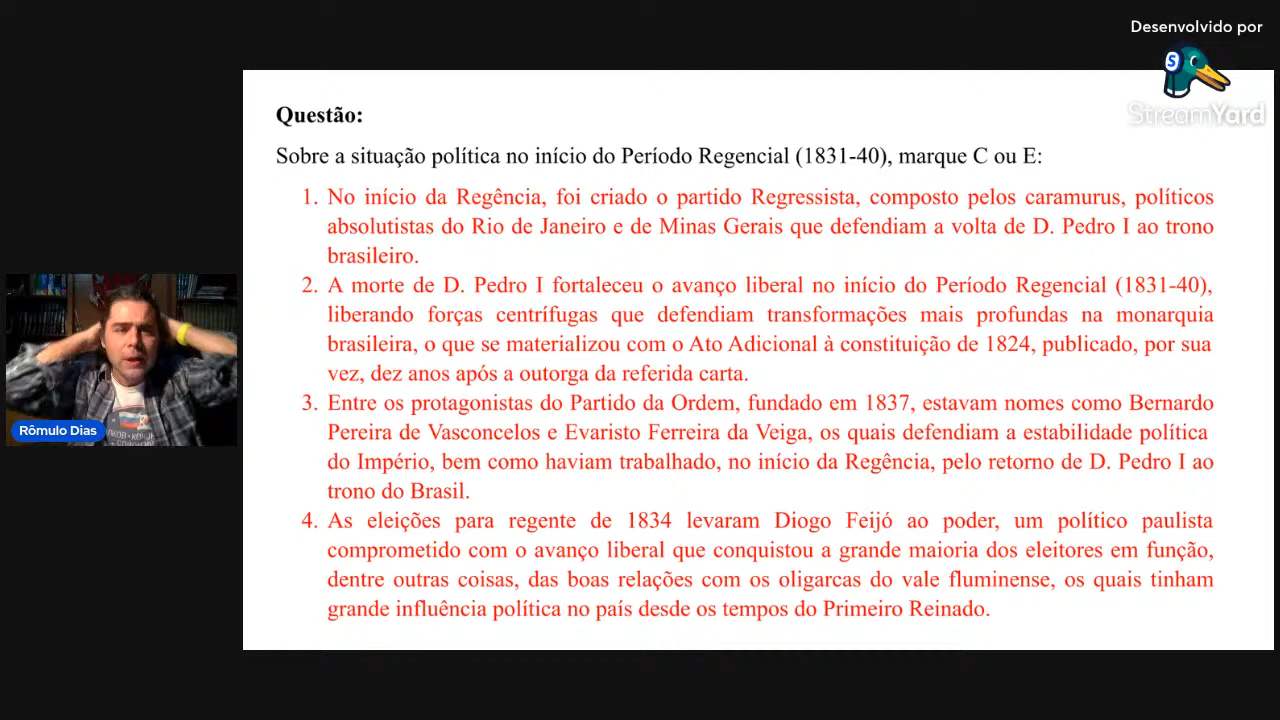 Desenvolvido por
S
StreamYard
Questão:
Sobre a situação política no início do Período Regencial (1831-40), marque C ou E:
1. No início da Regência, foi criado o partido Regressista, composto pelos caramurus, políticos
absolutistas do Rio de Janeiro e de Minas Gerais que defendiam a volta de D. Pedro I ao trono
brasileiro.
2. A morte de D. Pedro I fortaleceu o avanço liberal no início do Período Regencial (1831-40),
liberando forças centrífugas que defendiam transformações mais profundas na monarquia
brasileira, o que se materializou com o Ato Adicional à constituição de 1824, publicado, por sua
vez, dez anos após a outorga da referida carta.
3. Entre os protagonistas do Partido da Ordem, fundado em 1837, estavam nomes como Bernardo
Pereira de Vasconcelos e Evaristo Ferreira da Veiga, os quais defendiam a estabilidade política
do Império, bem como haviam trabalhado, no início da Regência, pelo retorno de D. Pedro I ao
trono do Brasil.
4. As eleições para regente de 1834 levaram Diogo Feijó ao poder, um político paulista
comprometido com o avanço liberal que conquistou a grande maioria dos eleitores em função,
dentre outras coisas, das boas relações com os oligarcas do vale fluminense, os quais tinham
grande influência política no país desde os tempos do Primeiro Reinado.
Rômulo Dias